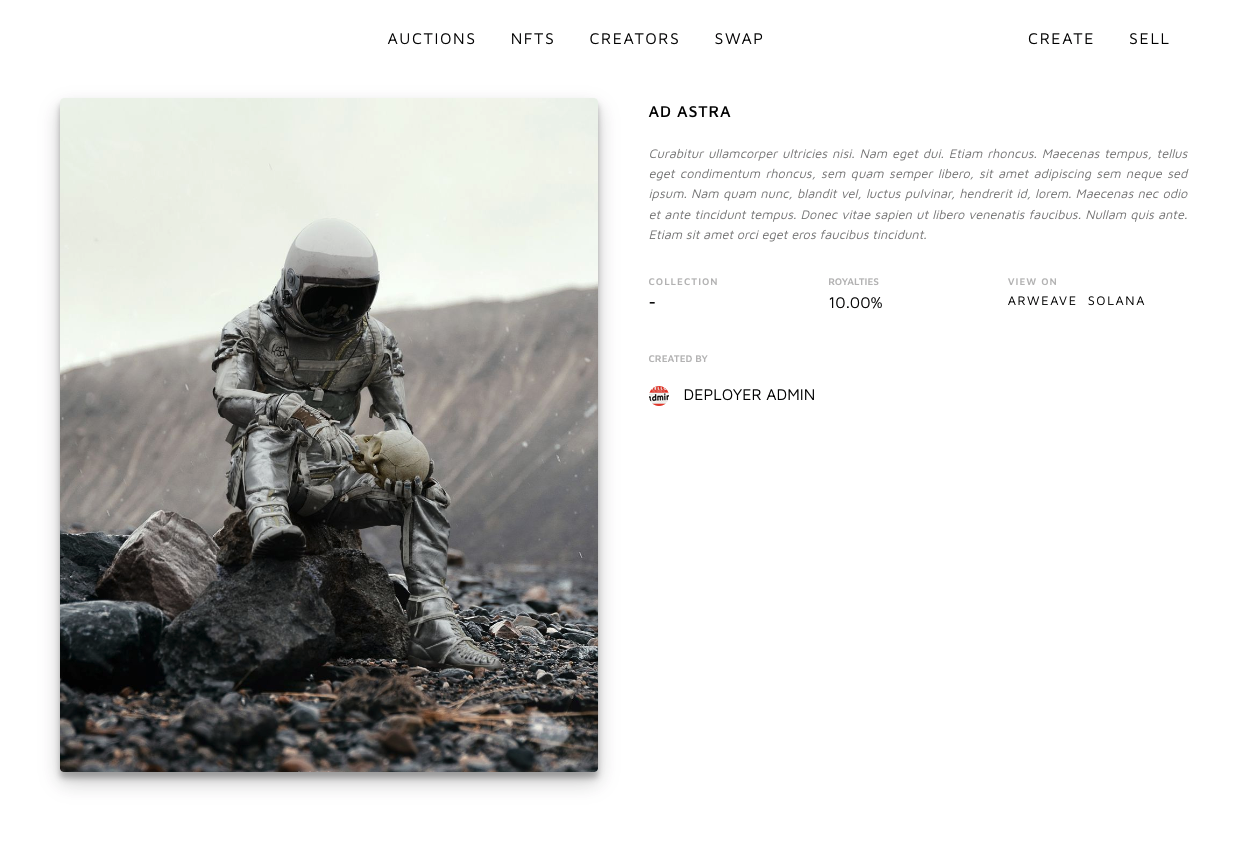 AUCTIONS NFTS CREATORS SWAP CREATE SELL
AD ASTRA
Curabitur ullamcorper ultricies nisi. Nam eget dui. Etiam rhoncus. Maecenas tempus, tellus
eget condimentum rhoncus, sem quam semper libero, sit amet adipiscing sem neque sed
ipsum. Nam quam nunc, blandit vel, luctus pulvinar, hendrerit id, lorem. Maecenas nec odio
et ante tincidunt tempus. Donec vitae sapien ut libero venenatis faucibus. Nullam quis ante.
Etiam sit amet orci eget eros faucibus tincidunt.
COLLECTION ROYALTIES VIEW ON
- 10.00% ARWEAVE SOLANA
CREATED BY
DEPLOYER ADMIN